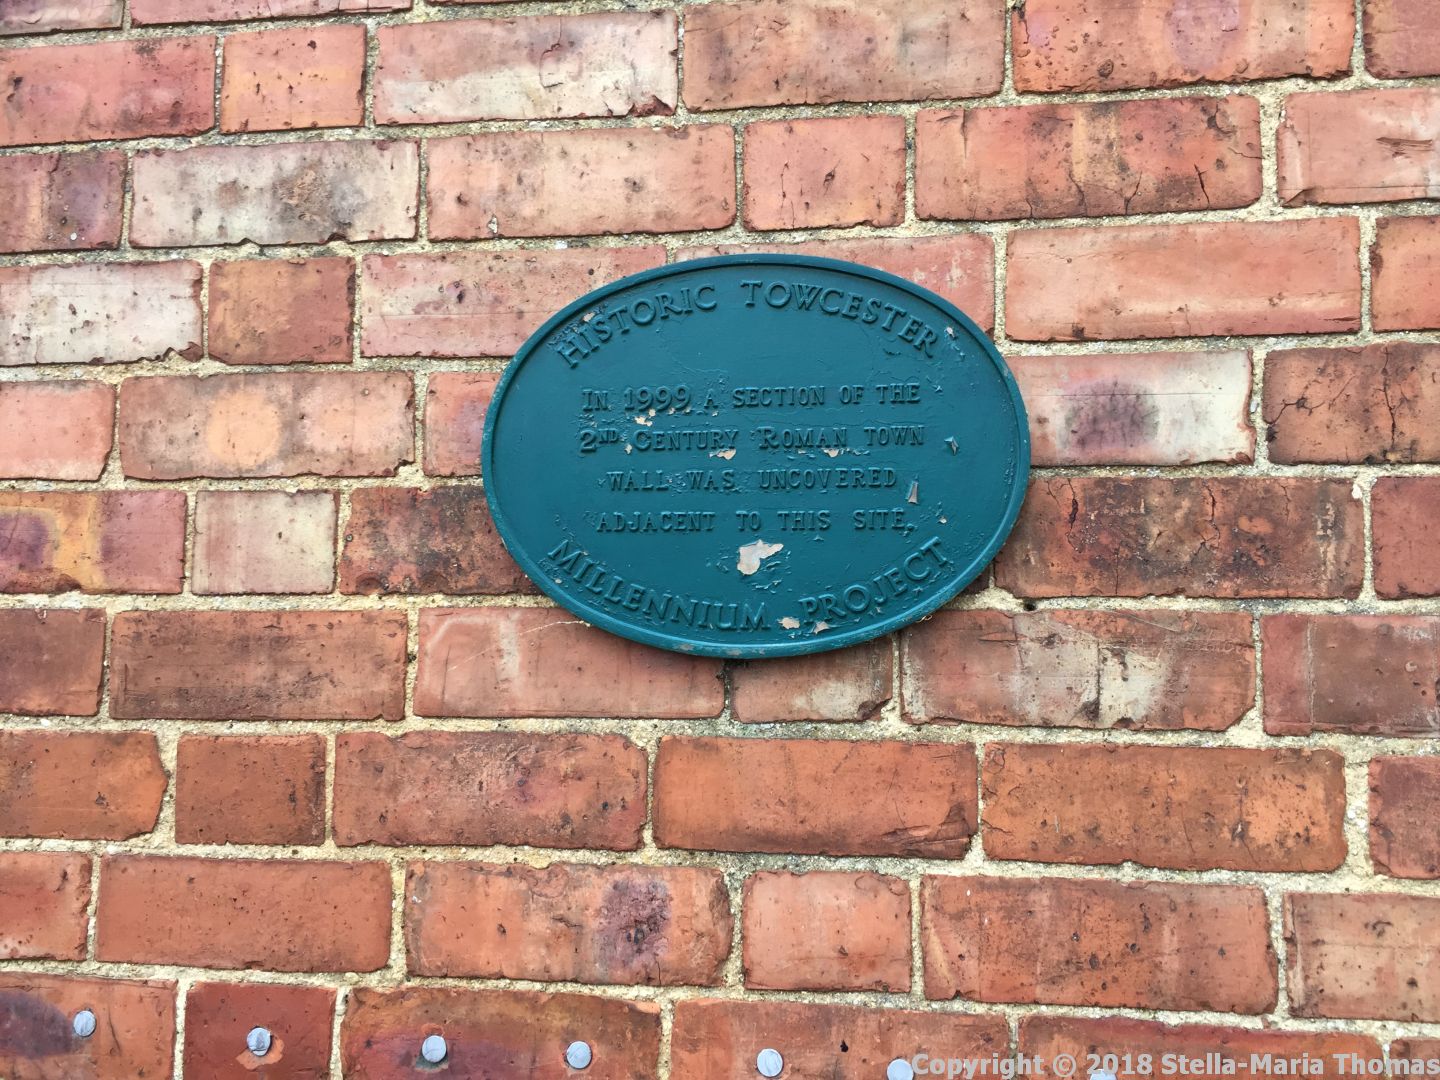 HISTORIC TOWCESTER
IN 1999 A SECTION OF THE
2ND CENTURY ROMAN TOWN
WALL WAS UNCOVERED
ADJACENT TO THIS SITE.
MILLENNIUM PROJECT
Copyright © 2018 Stella-Maria Thomas